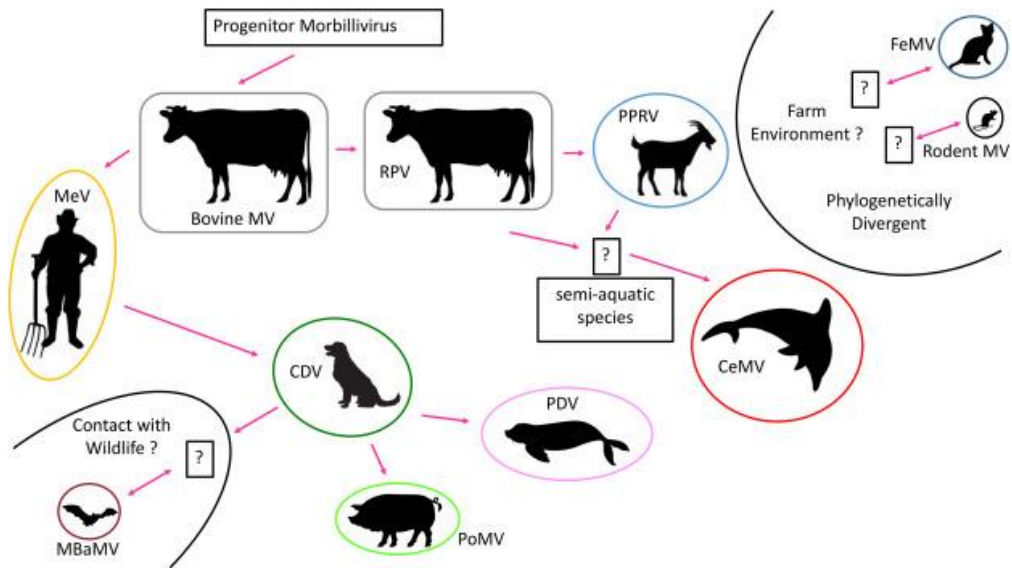 Progenitor Morbillivirus
FeMV
?
Farm
Environment ?
?
Rodent MV
Phylogenetically
Divergent
Bovine MV
RPV
PPRV
MeV
?
semi-aquatic
species
CeMV
CDV
PDV
Contact with
Wildlife ?
?
MBaMV
PoMV